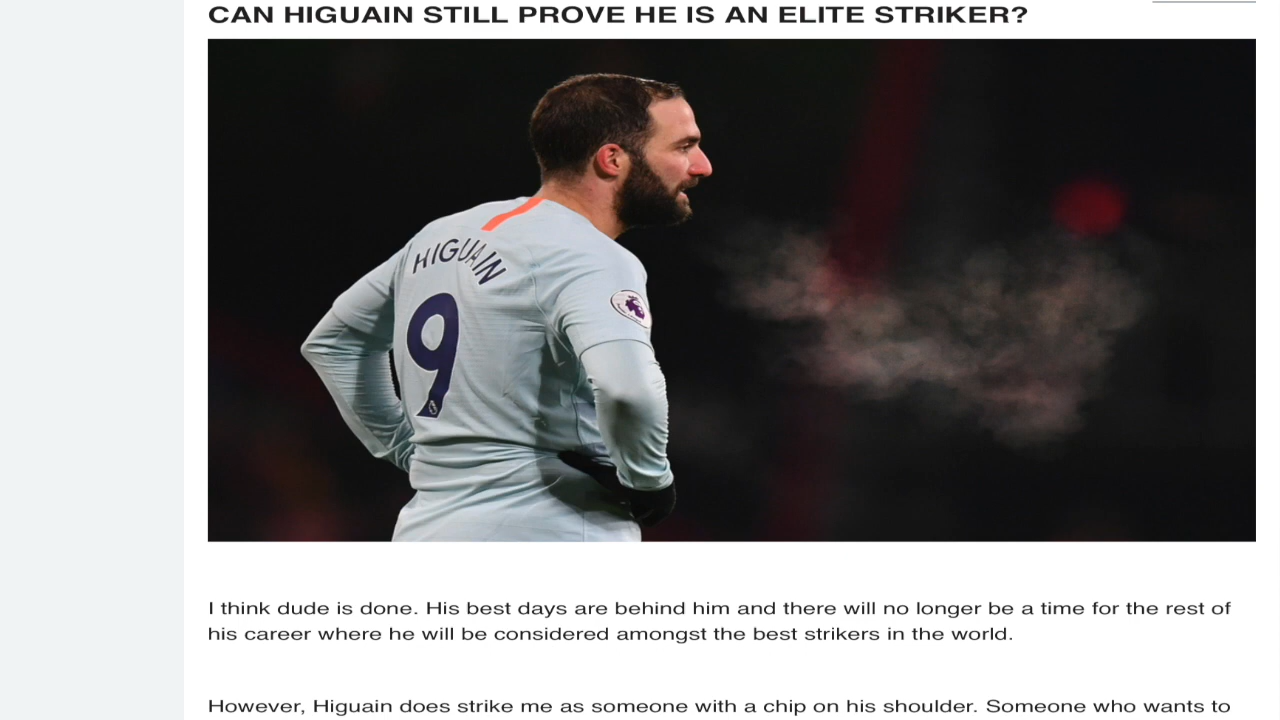 CAN HIGUAIN STILL PROVE HE IS AN ELITE STRIKER?
HIGUAIN
9
I think dude is done. His best days are behind him and there will no longer be a time for the rest of
his career where he will be considered amongst the best strikers in the world.
However, Higuain does strike me as someone with a chip on his shoulder. Someone who wants to